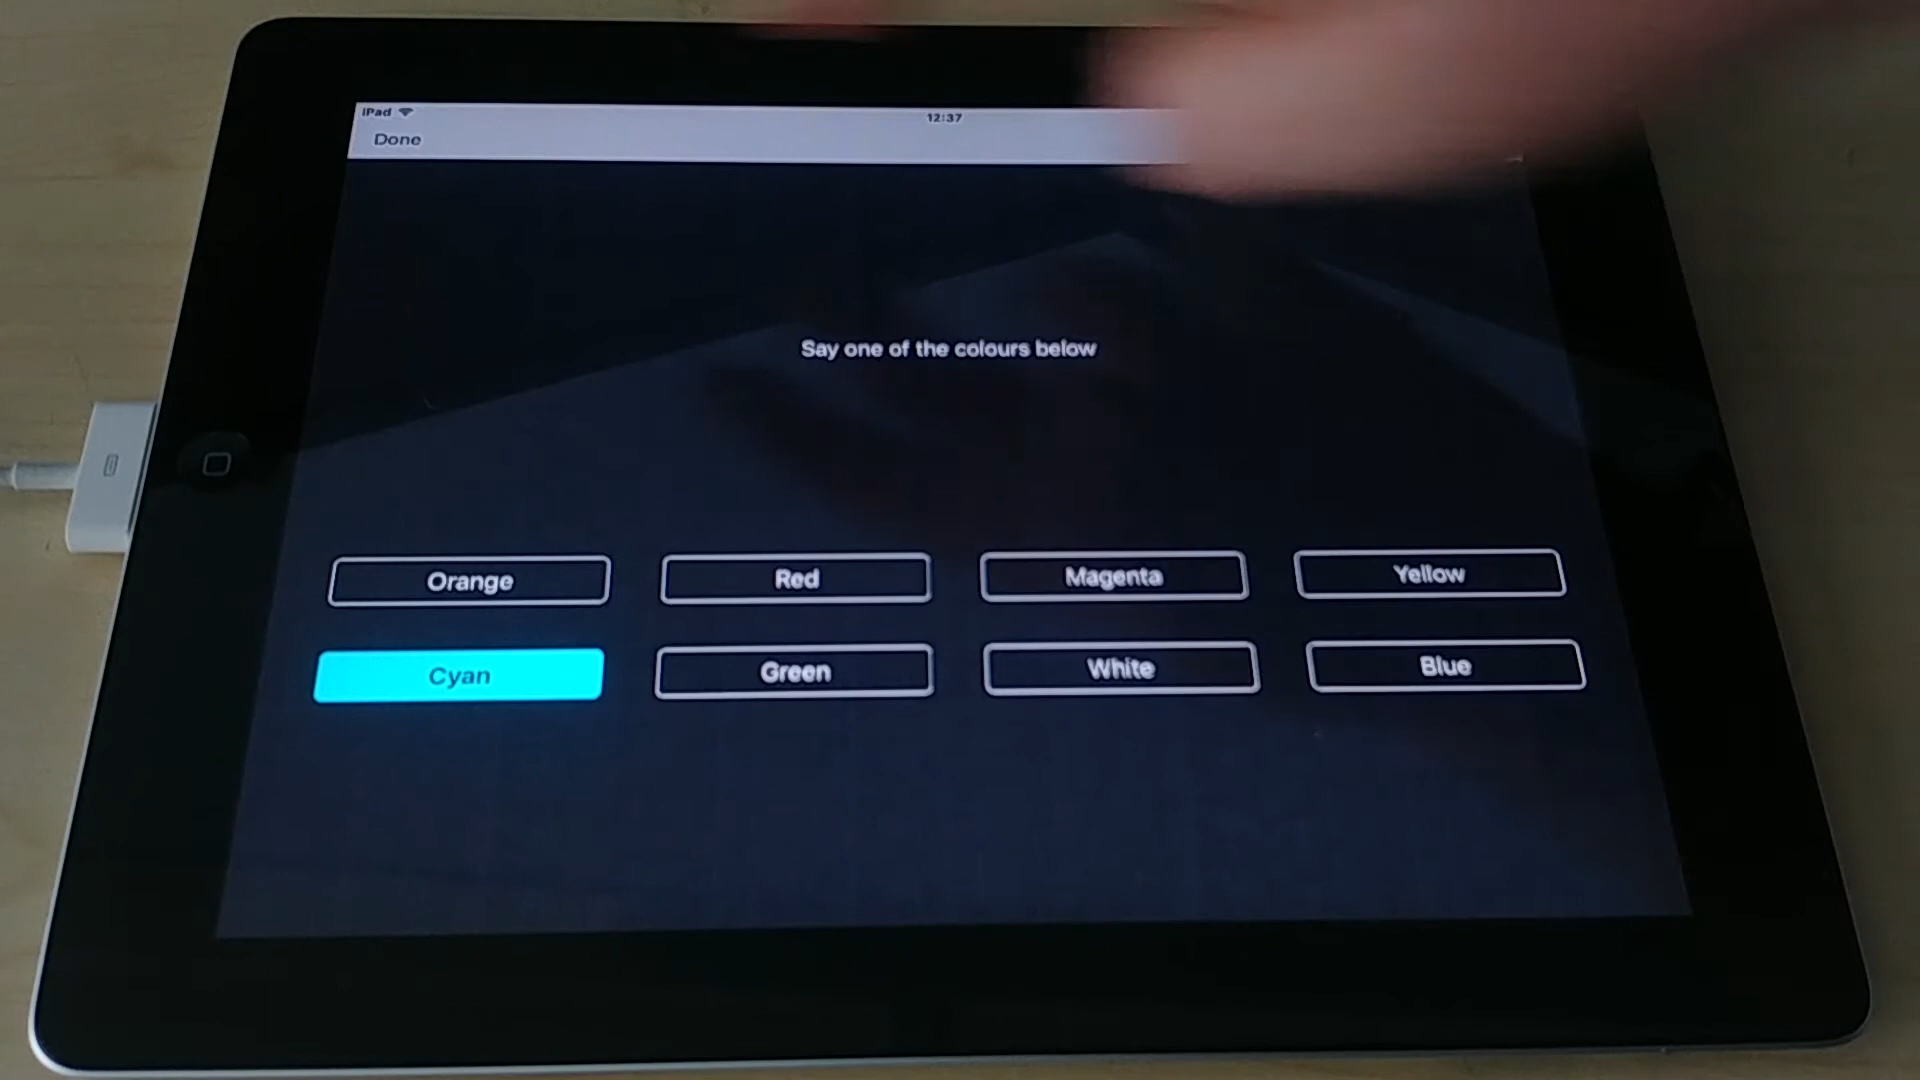 iPad
12:37
Done
Say one of the colours below
Orange Red Magenta Yellow
Cyan Green White Blue